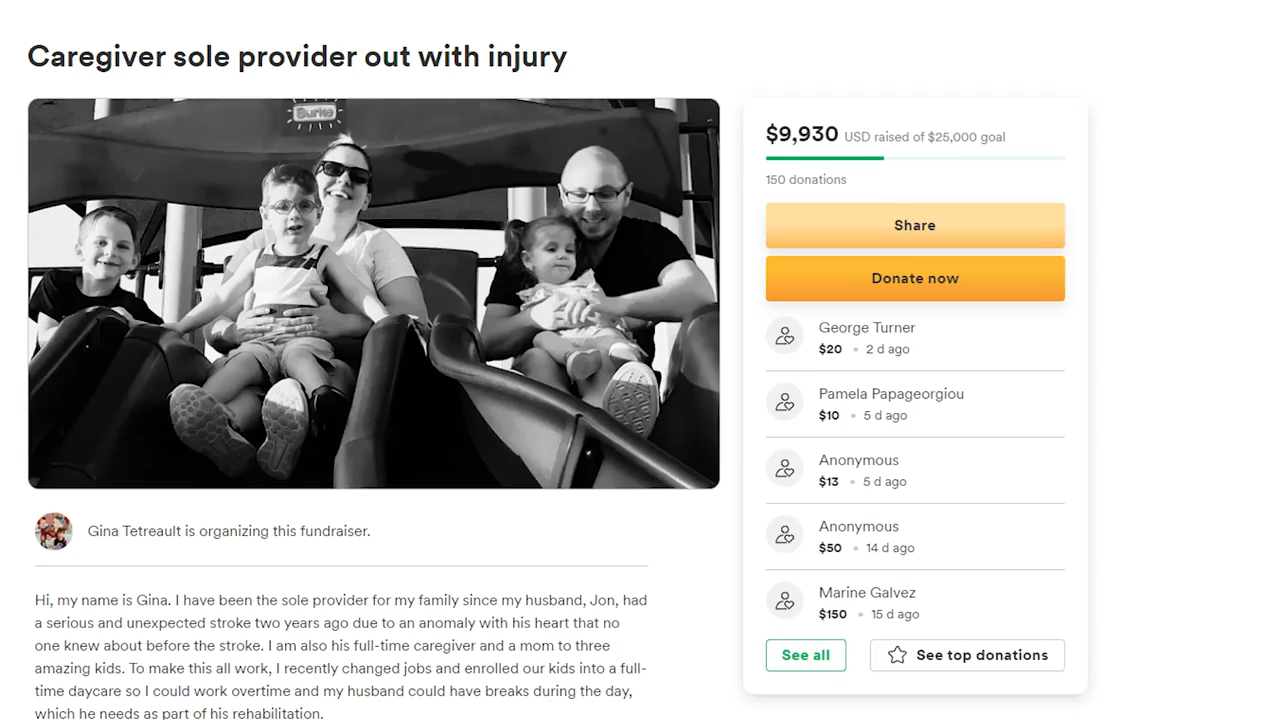 Caregiver sole provider out with injury
Burke
$9,930 USD raised of $25,000 goal
150 donations
Share
Donate now
George Turner
$20 • 2 d ago
Pamela Papageorgiou
$10 • 5 d ago
Anonymous
$13 • 5 d ago
Anonymous
$50 • 14 d ago
Marine Galvez
$150 • 15 d ago
See all
See top donations
Gina Tetreault is organizing this fundraiser.
Hi, my name is Gina. I have been the sole provider for my family since my husband, Jon, had
a serious and unexpected stroke two years ago due to an anomaly with his heart that no
one knew about before the stroke. I am also his full-time caregiver and a mom to three
amazing kids. To make this all work, I recently changed jobs and enrolled our kids into a full-
time daycare so I could work overtime and my husband could have breaks during the day,
which he needs as part of his rehabilitation.